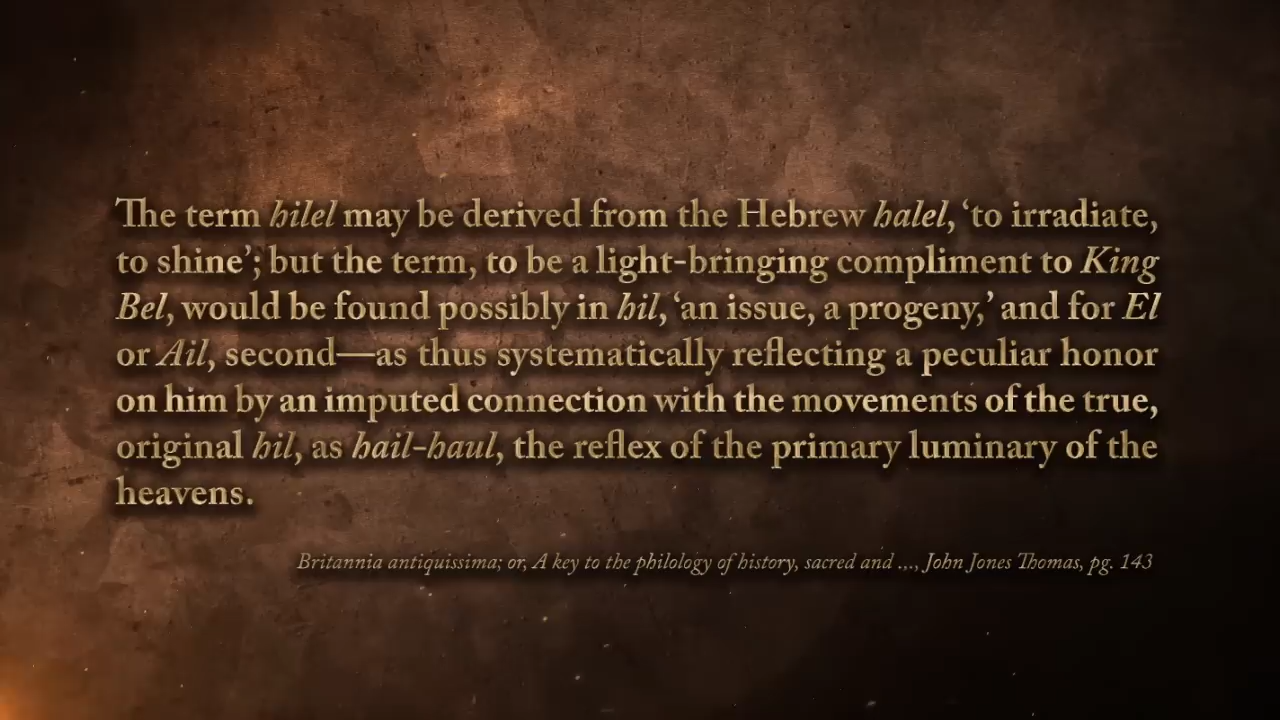 The term hilel may be derived from the Hebrew halel, ‘to irradiate,
to shine’; but the term, to be a light-bringing compliment to King
Bel, would be found possibly in hil, ‘an issue, a progeny,’ and for El
or Ail, second—as thus systematically reflecting a peculiar honor
on him by an imputed connection with the movements of the true,
original hil, as hail-haul, the reflex of the primary luminary of the
heavens.
Britannia antiquissima; or, A key to the philology of history, sacred and ..., John Jones Thomas, pg. 143